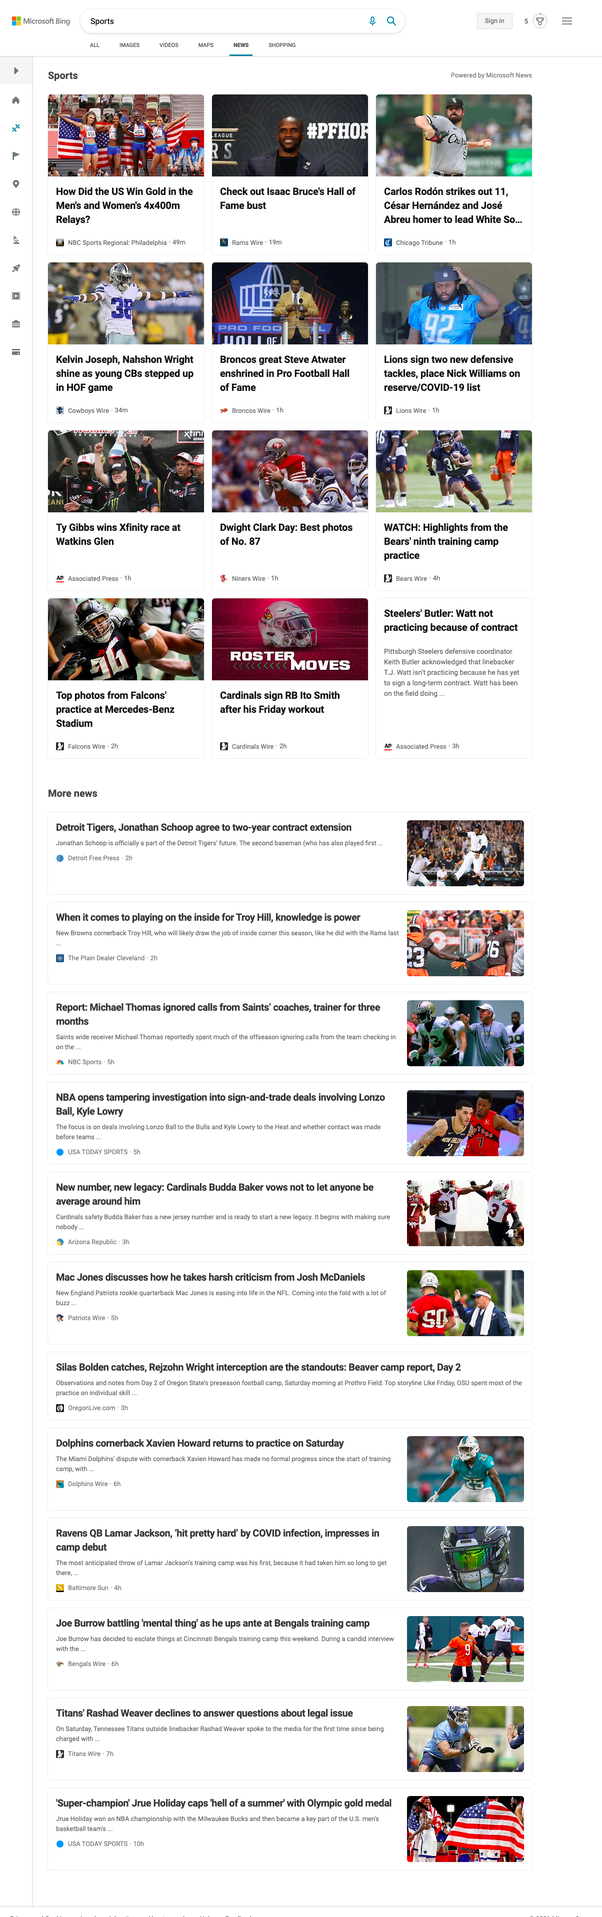 Microsoft Bing
Sports
Sign in
5
ALL IMAGES VIDEOS MAPS NEWS SHOPPING
Sports
Powered by Microsoft News
How Did the US Win Gold in the
Men's and Women's 4x400m
Relays?
NBC Sports Regional: Philadelphia · 49m
#PFHOF
Check out Isaac Bruce's Hall of
Fame bust
Rams Wire · 19m
Carlos Rodón strikes out 11,
César Hernández and José
Abreu homer to lead White So...
Chicago Tribune · 1h
38
Kelvin Joseph, Nahshon Wright
shine as young CBs stepped up
in HOF game
Cowboys Wire · 34m
Broncos great Steve Atwater
enshrined in Pro Football Hall
of Fame
Broncos Wire · 1h
92
Lions sign two new defensive
tackles, place Nick Williams on
reserve/COVID-19 list
Lions Wire · 1h
Ty Gibbs wins Xfinity race at
Watkins Glen
AP Associated Press · 1h
Dwight Clark Day: Best photos
of No. 87
Niners Wire · 1h
WATCH: Highlights from the
Bears' ninth training camp
practice
Bears Wire · 4h
Top photos from Falcons'
practice at Mercedes-Benz
Stadium
Falcons Wire · 2h
ROSTER
MOVES
Cardinals sign RB Ito Smith
after his Friday workout
Cardinals Wire · 2h
Steelers' Butler: Watt not
practicing because of contract
Pittsburgh Steelers defensive coordinator
Keith Butler acknowledged that linebacker
T.J. Watt isn't practicing because he has yet
to sign a long-term contract. Watt has been
on the field doing ...
AP Associated Press · 3h
More news
Detroit Tigers, Jonathan Schoop agree to two-year contract extension
Jonathan Schoop is officially a part of the Detroit Tigers' future. The second baseman (who has also played first ...
Detroit Free Press · 2h
When it comes to playing on the inside for Troy Hill, knowledge is power
New Browns cornerback Troy Hill, who will likely draw the job of inside corner this season, like he did with the Rams last
...
The Plain Dealer Cleveland · 2h
Report: Michael Thomas ignored calls from Saints' coaches, trainer for three
months
Saints wide receiver Michael Thomas reportedly spent much of the offseason ignoring calls from the team checking in
on the ...
NBC Sports · 5h
NBA opens tampering investigation into sign-and-trade deals involving Lonzo
Ball, Kyle Lowry
The focus is on deals involving Lonzo Ball to the Bulls and Kyle Lowry to the Heat and whether contact was made
before teams ...
USA TODAY SPORTS · 5h
New number, new legacy: Cardinals Budda Baker vows not to let anyone be
average around him
Cardinals safety Budda Baker has a new jersey number and is ready to start a new legacy. It begins with making sure
nobody ...
Arizona Republic · 3h
Mac Jones discusses how he takes harsh criticism from Josh McDaniels
New England Patriots rookie quarterback Mac Jones is easing into life in the NFL. Coming into the fold with a lot of
buzz ...
Patriots Wire · 5h
50
Silas Bolden catches, Rejzohn Wright interception are the standouts: Beaver camp report, Day 2
Observations and notes from Day 2 of Oregon State's preseason football camp, Saturday morning at Prothro Field: Top storyline Like Friday, OSU spent most of the
practice on individual skill ...
OregonLive.com · 3h
Dolphins cornerback Xavien Howard returns to practice on Saturday
The Miami Dolphins' dispute with cornerback Xavien Howard has made no formal progress since the start of training
camp, with ...
Dolphins Wire · 6h
Ravens QB Lamar Jackson, 'hit pretty hard' by COVID infection, impresses in
camp debut
The most anticipated throw of Lamar Jackson's training camp was his first, because it had taken him so long to get
there, ...
Baltimore Sun · 4h
Joe Burrow battling 'mental thing' as he ups ante at Bengals training camp
Joe Burrow has decided to esclate things at Cincinnati Bengals training camp this weekend. During a candid interview
with the ...
Bengals Wire · 6h
9
Titans' Rashad Weaver declines to answer questions about legal issue
On Saturday, Tennessee Titans outside linebacker Rashad Weaver spoke to the media for the first time since being
charged with ...
Titans Wire · 7h
'Super-champion' Jrue Holiday caps 'hell of a summer' with Olympic gold medal
Jrue Holiday won an NBA championship with the Milwaukee Bucks and then became a key part of the U.S. men's
basketball team's ...
USA TODAY SPORTS · 10h